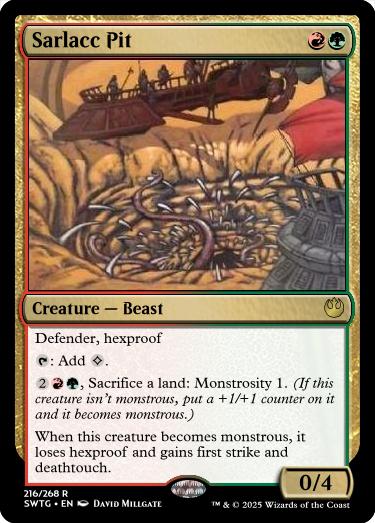 Sarlacc Pit
Creature — Beast
Defender, hexproof
: Add .
2, Sacrifice a land: Monstrosity 1. (If this
creature isn't monstrous, put a +1/+1 counter on it
and it becomes monstrous.)
When this creature becomes monstrous, it
loses hexproof and gains first strike and
deathtouch.
0/4
216/268 R
SWTG • EN DAVID MILLGATE
™ & © 2025 Wizards of the Coast